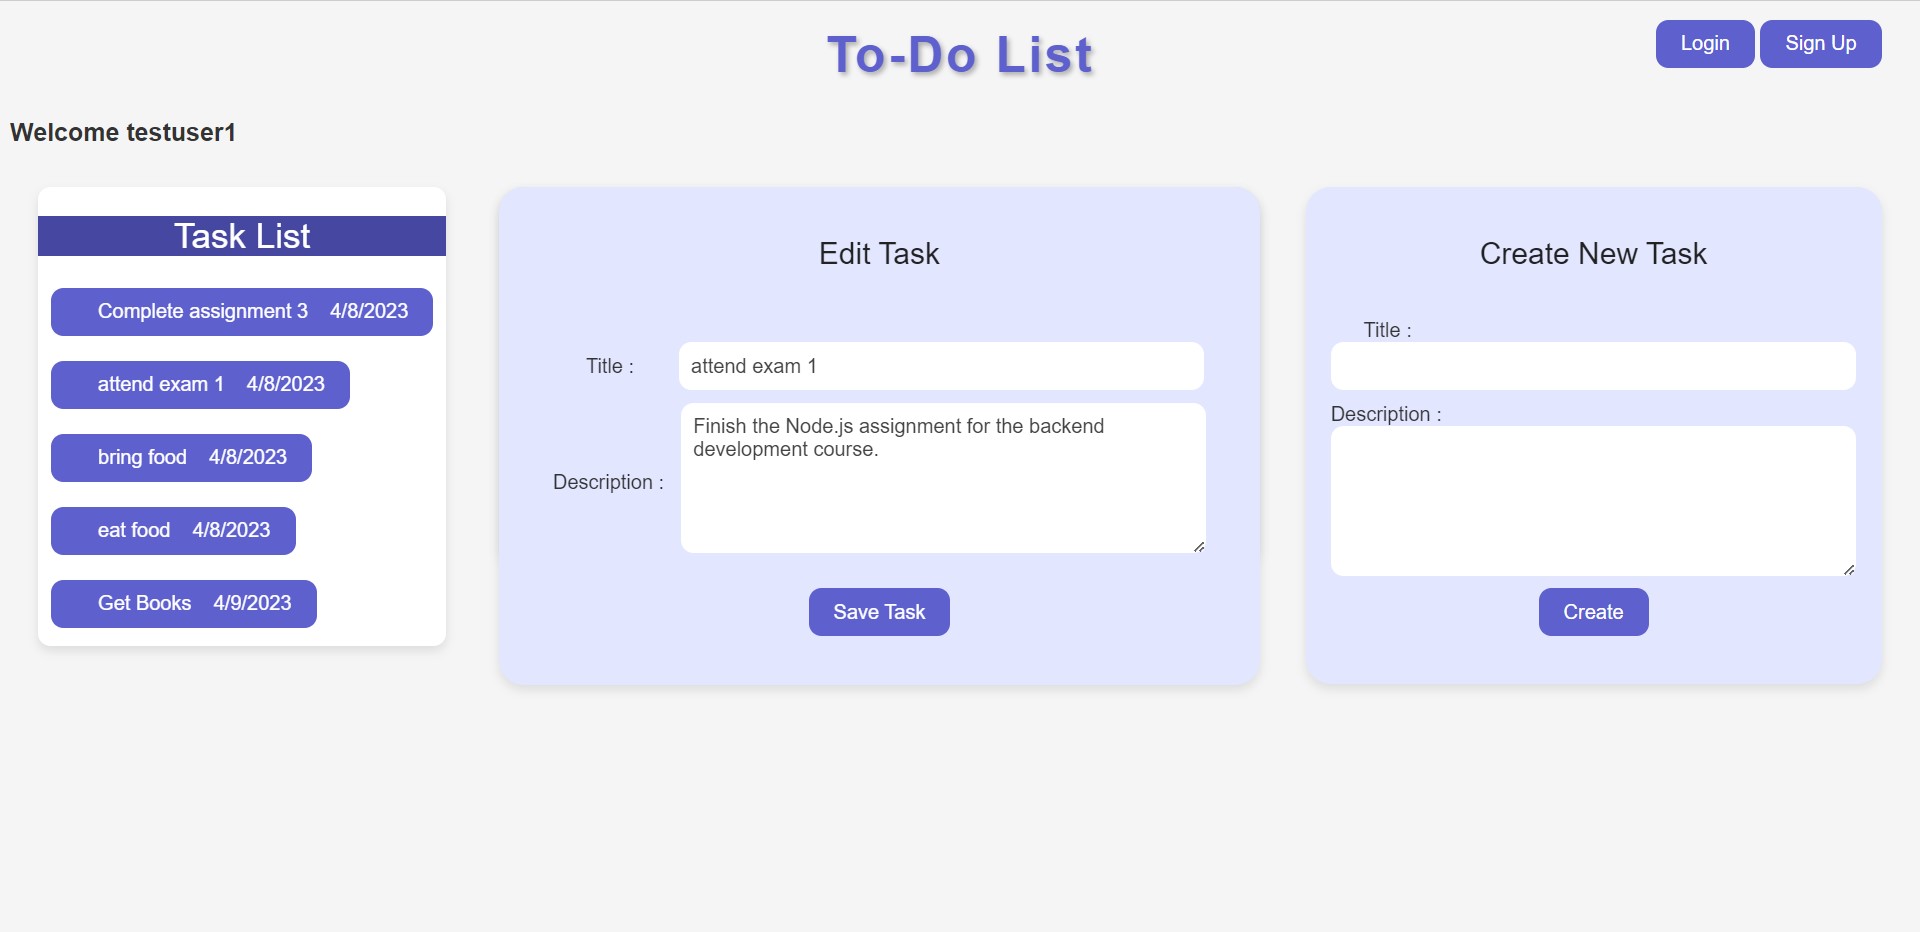 To-Do List
Login
Sign Up
Welcome testuser1
Task List
Complete assignment 3 4/8/2023
attend exam 1 4/8/2023
bring food 4/8/2023
eat food 4/8/2023
Get Books 4/9/2023
Edit Task
Title :
attend exam 1
Description :
Finish the Node.js assignment for the backend
development course.
Save Task
Create New Task
Title :
Description :
Create